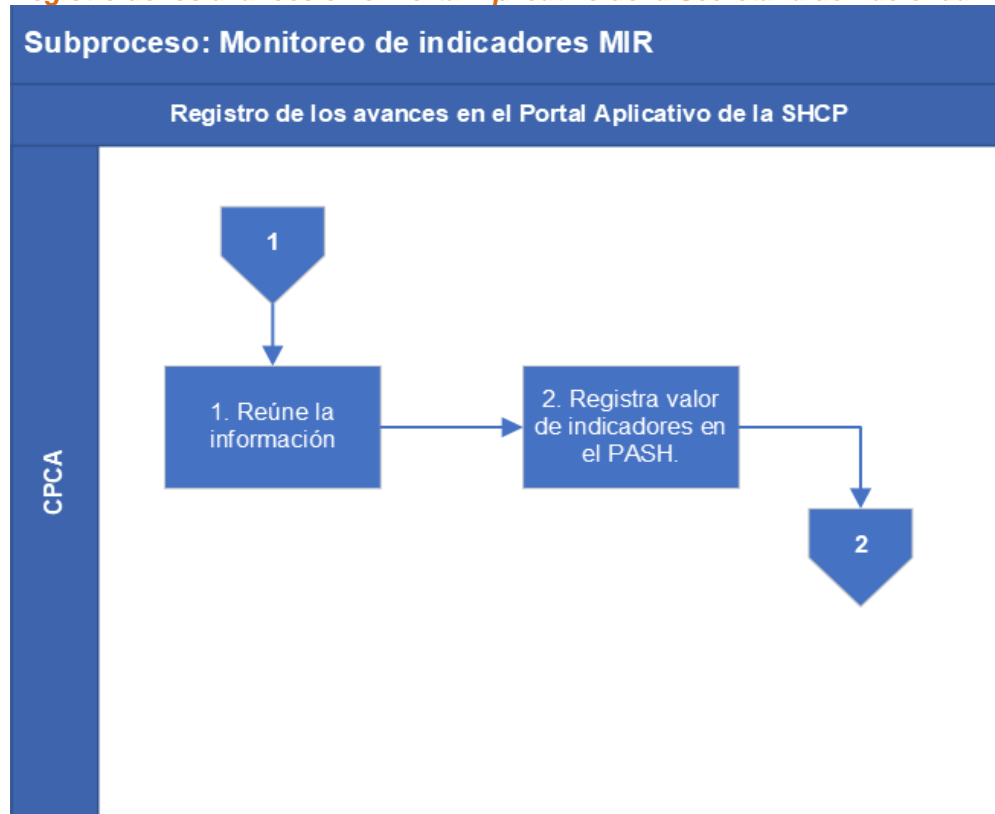 Subproceso: Monitoreo de indicadores MIR
Registro de los avances en el Portal Aplicativo de la SHCP
1
1. Reúne la
información
2. Registra valor
de indicadores en
el PASH.
CPCA
2